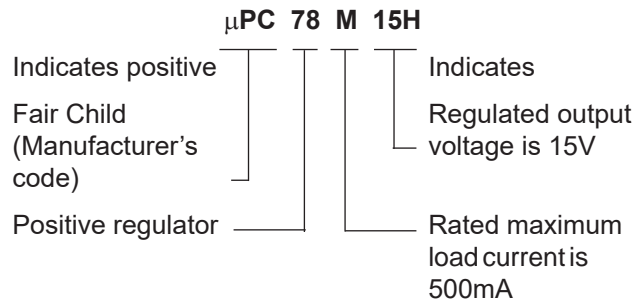 μPC 78 M 15H
Indicates positive
Fair Child
(Manufacturer's
code)
Positive regulator
Indicates
Regulated output
voltage is 15V
Rated maximum
load current is
500mA